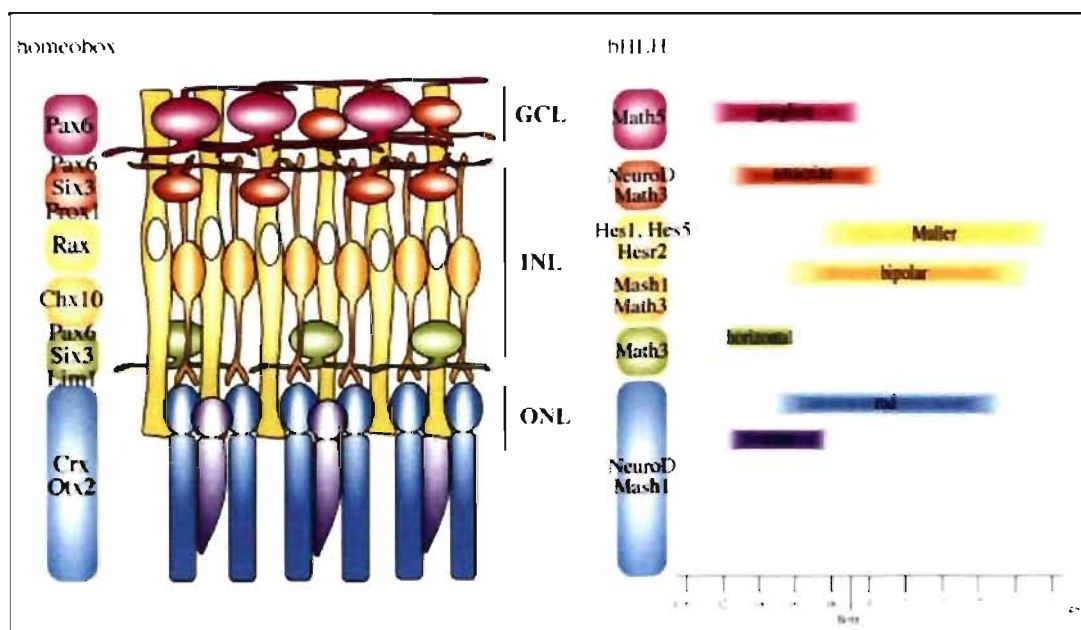 homeobox
Pax6
Pax6
Six3
Prox1
Rax
Chx10
Pax6
Six3
Lim1
Crx
Otx2
GCL
INL
ONL
bHLH
Math5
NeuroD
Math3
Hes1, Hes5
Hesr2
Mash1
Math3
Math3
NeuroD
Mash1
ganglion
amacrine
Muller
bipolar
horizontal
rod